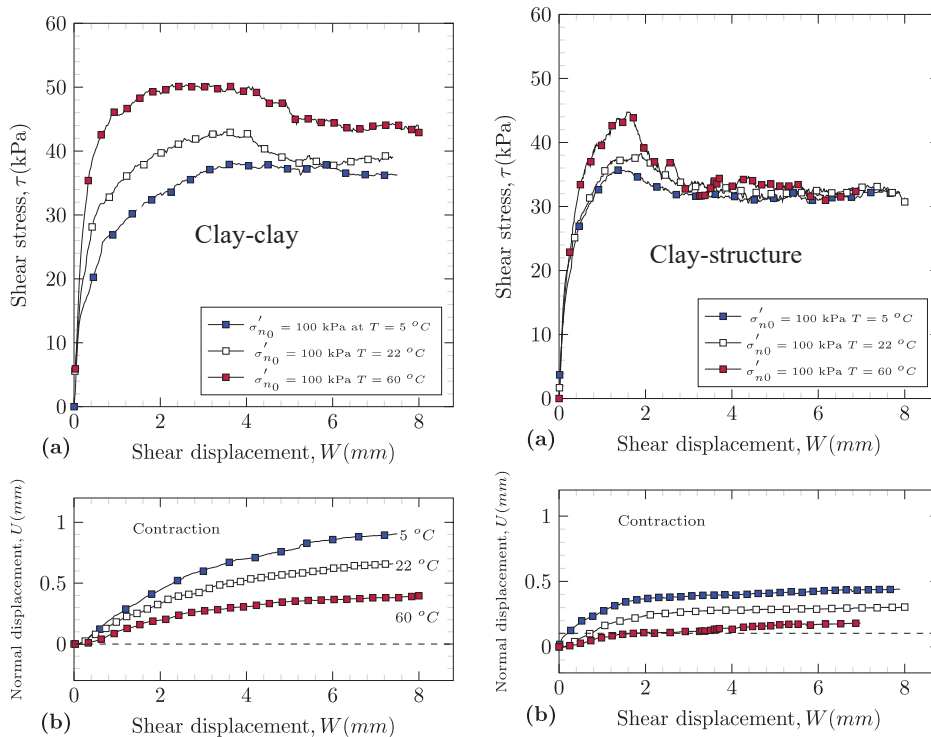 60
50
40
30
20
10
0
Shear stress, τ (kPa)
Clay-clay
σ′n₀ = 100 kPa at T = 5 °C
σ′n₀ = 100 kPa T = 22 °C
σ′n₀ = 100 kPa T = 60 °C
0 2 4 6 8
(a)
Shear displacement, W(mm)
60
50
40
30
20
10
0
Shear stress, τ (kPa)
Clay-structure
σ′n0 = 100 kPa T = 5 °C
σ′n0 = 100 kPa T = 22 °C
σ′n0 = 100 kPa T = 60 °C
0 2 4 6 8
(a)
Shear displacement, W(mm)
1
0.5
0
Normal displacement, U(mm)
Contraction
5 °C
22 °C
60 °C
0 2 4 6 8
(b)
Shear displacement, W(mm)
1
0.5
0
Normal displacement, U(mm)
Contraction
0 2 4 6 8
(b)
Shear displacement, W(mm)